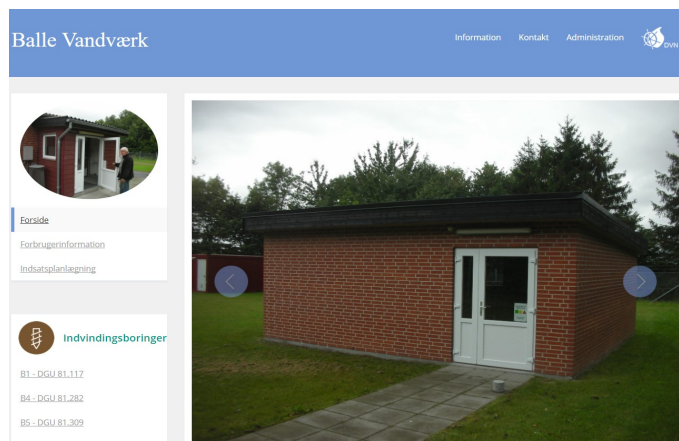 Balle Vandværk
Information Kontakt Administration DVN
Forside
Forbrugerinformation
Indsatsplanlægning
Indvindingsboringer
B1 - DGU 81.117
B4 - DGU 81.282
B5 - DGU 81.309